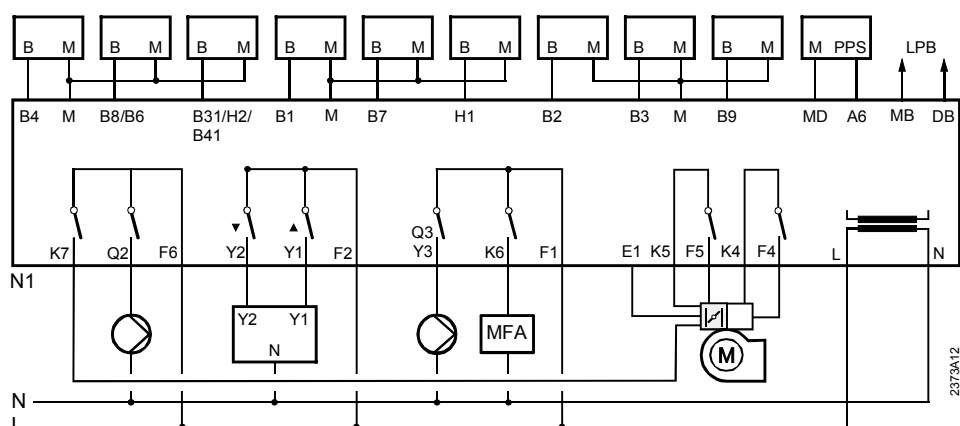 B M B M B M B M B M B M B M B M B M M PPS LPB
B4 M B8/B6 B31/H2/ B1 M B7 H1 B2 B3 M B9 MD A6 MB DB
B41
Q3
K7 Q2 F6 Y2 Y1 F2 Y3 K6 F1 E1 K5 F5 K4 F4 L N
N1
Y2 Y1
MFA
N
M
2373A12
N
L